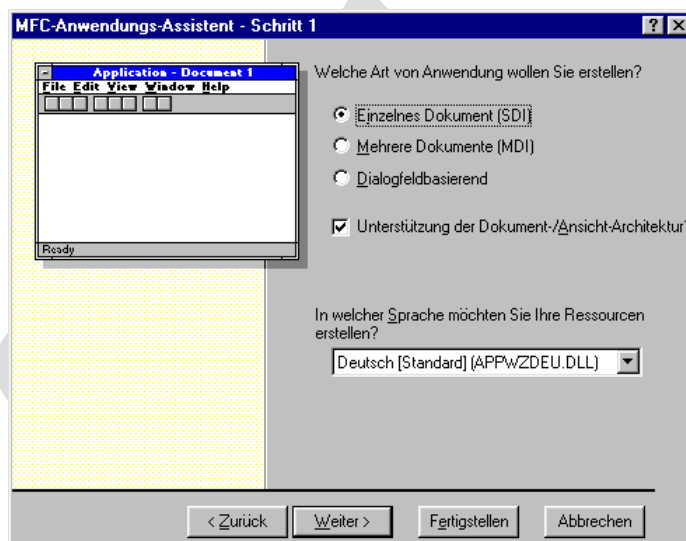 MFC-Anwendungs-Assistent - Schritt 1
Application - Document 1
File Edit View Window Help
Ready
Welche Art von Anwendung wollen Sie erstellen?
Einzelnes Dokument (SDI)
Mehrere Dokumente (MDI)
Dialogfeldbasierend
Unterstützung der Dokument-/Ansicht-Architektur?
In welcher Sprache möchten Sie Ihre Ressourcen
erstellen?
Deutsch [Standard] (APPWZDEU.DLL)
< Zurück Weiter > Fertigstellen Abbrechen